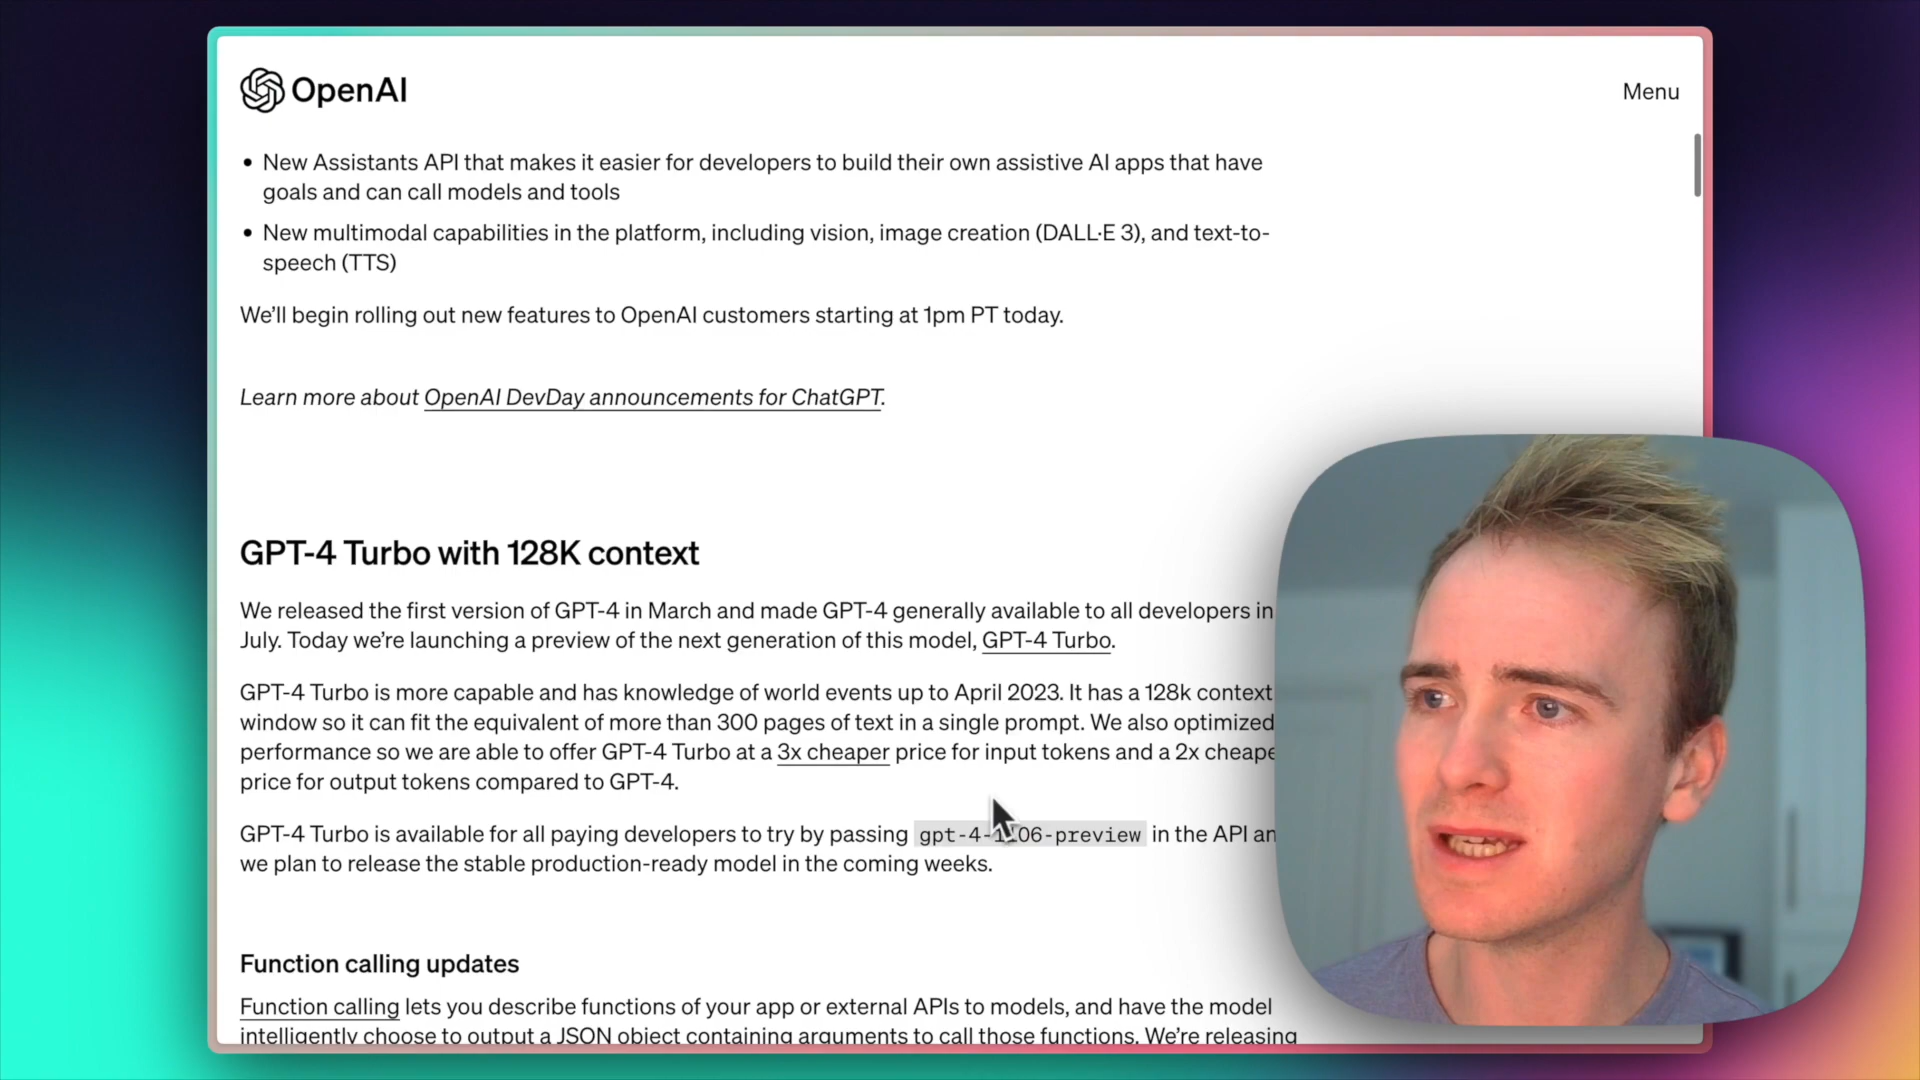 OpenAI
Menu
• New Assistants API that makes it easier for developers to build their own assistive AI apps that have
goals and can call models and tools
• New multimodal capabilities in the platform, including vision, image creation (DALL·E 3), and text-to-
speech (TTS)
We’ll begin rolling out new features to OpenAI customers starting at 1pm PT today.
Learn more about OpenAI DevDay announcements for ChatGPT.
GPT-4 Turbo with 128K context
We released the first version of GPT-4 in March and made GPT-4 generally available to all developers in
July. Today we’re launching a preview of the next generation of this model, GPT-4 Turbo.
GPT-4 Turbo is more capable and has knowledge of world events up to April 2023. It has a 128k context
window so it can fit the equivalent of more than 300 pages of text in a single prompt. We also optimized
performance so we are able to offer GPT-4 Turbo at a 3x cheaper price for input tokens and a 2x cheape
price for output tokens compared to GPT-4.
GPT-4 Turbo is available for all paying developers to try by passing gpt-4-1106-preview in the API an
we plan to release the stable production-ready model in the coming weeks.
Function calling updates
Function calling lets you describe functions of your app or external APIs to models, and have the model
intelligently choose to output a JSON object containing arguments to call those functions. We’re releasing